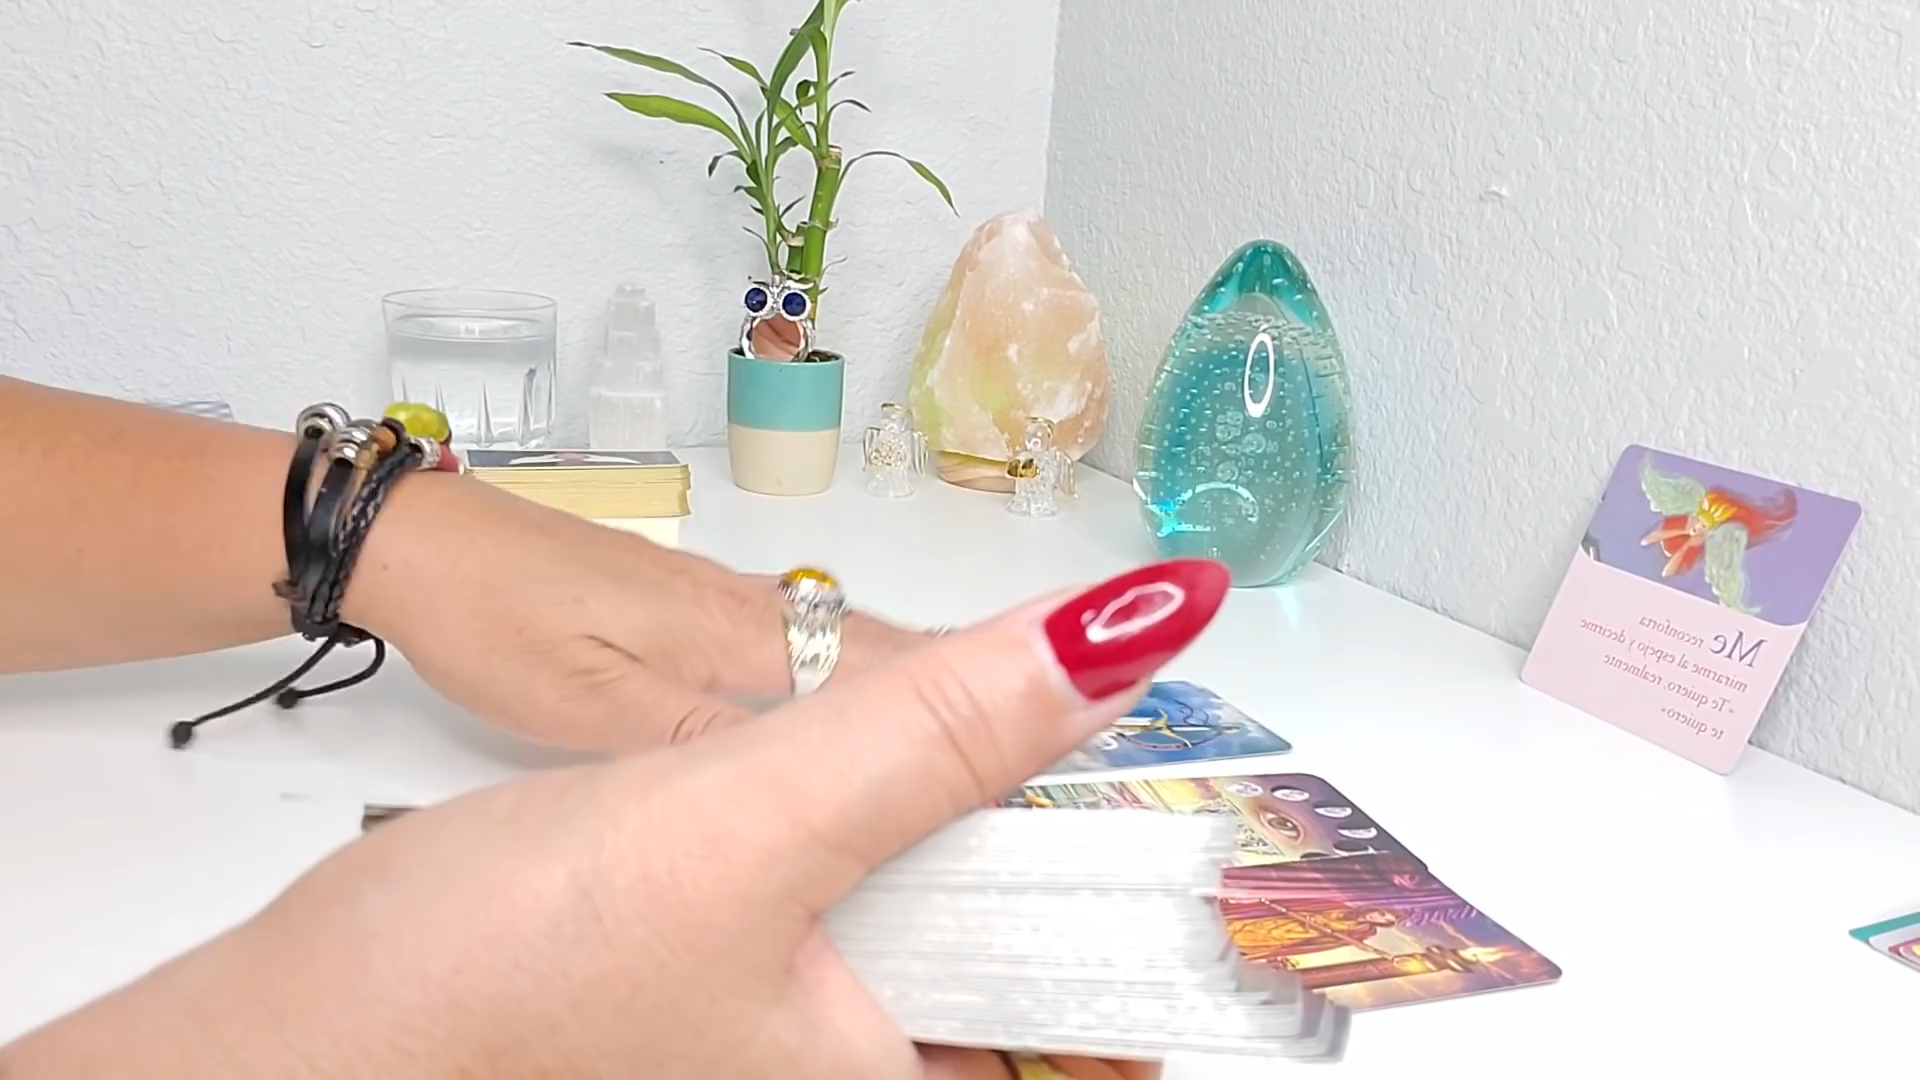 Me reconforta
mirarme al espejo y decirme
«Te quiero, realmente
te quiero»